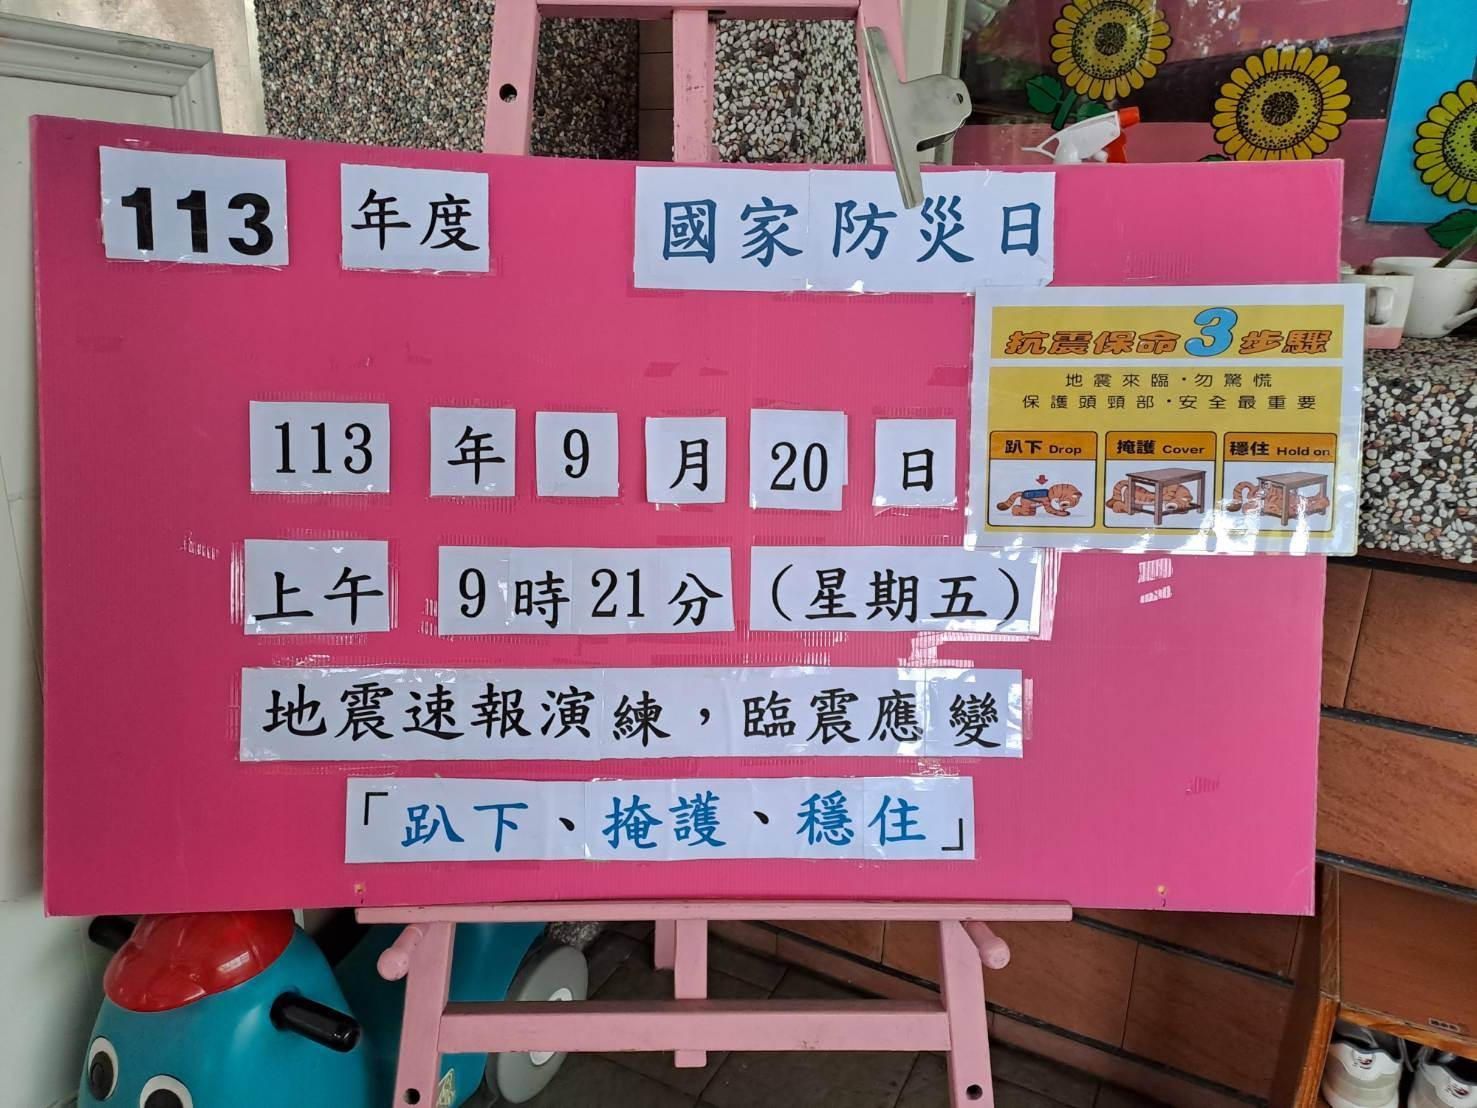 113 年度 國家防災日
抗震保命3步驟
地震來臨·勿驚慌
保護頭頸部·安全最重要
趴下 Drop 掩護 Cover 穩住 Hold on
113 年 9 月 20 日
上午 9時21分（星期五）
地震速報演練，臨震應變
「趴下、掩護、穩住」